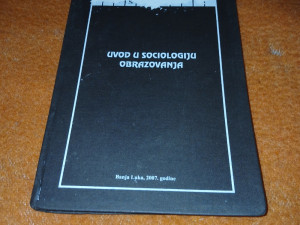 UVOD U SOCIOLOGIJU
OBRAZOVANJA
Banja Luka, 2007. godine